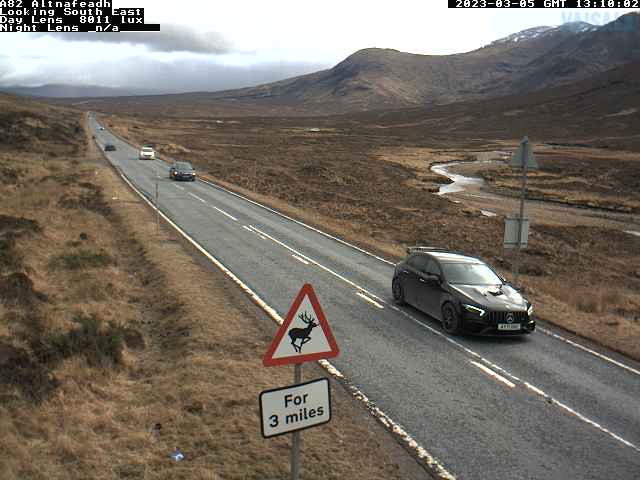 A82 Altnafeadh
Looking South East
Day Lens 8011 lux
Night Lens n/a
2023-03-05 GMT 13:10:02
VAISALA
For
3 miles